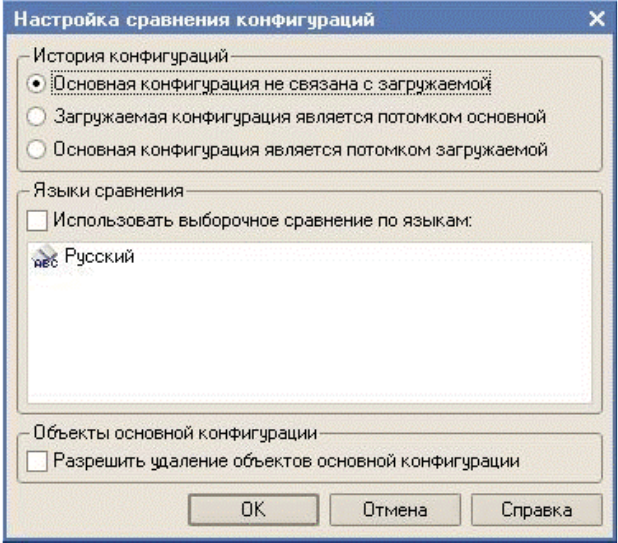 Настройка сравнения конфигураций
История конфигураций
Основная конфигурация не связана с загружаемой
Загружаемая конфигурация является потомком основной
Основная конфигурация является потомком загружаемой
Языки сравнения
Использовать выборочное сравнение по языкам:
ABC Русский
Объекты основной конфигурации
Разрешить удаление объектов основной конфигурации
OK Отмена Справка